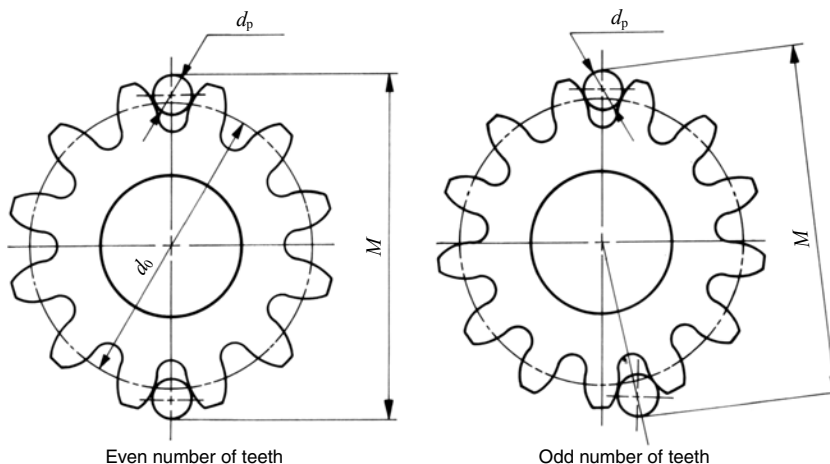 dₚ
dₚ
M
M
d₀
Even number of teeth
Odd number of teeth